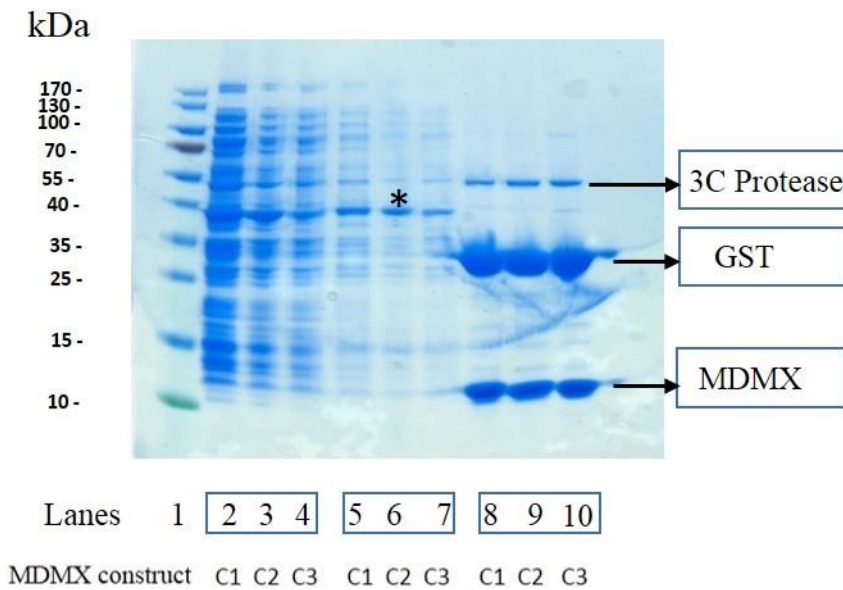 kDa
170 -
130 -
100 -
70 -
55 -
40 -
35 -
25 -
15 -
10 -
*
3C Protease
GST
MDMX
Lanes 1 2 3 4 5 6 7 8 9 10
MDMX construct C1 C2 C3 C1 C2 C3 C1 C2 C3